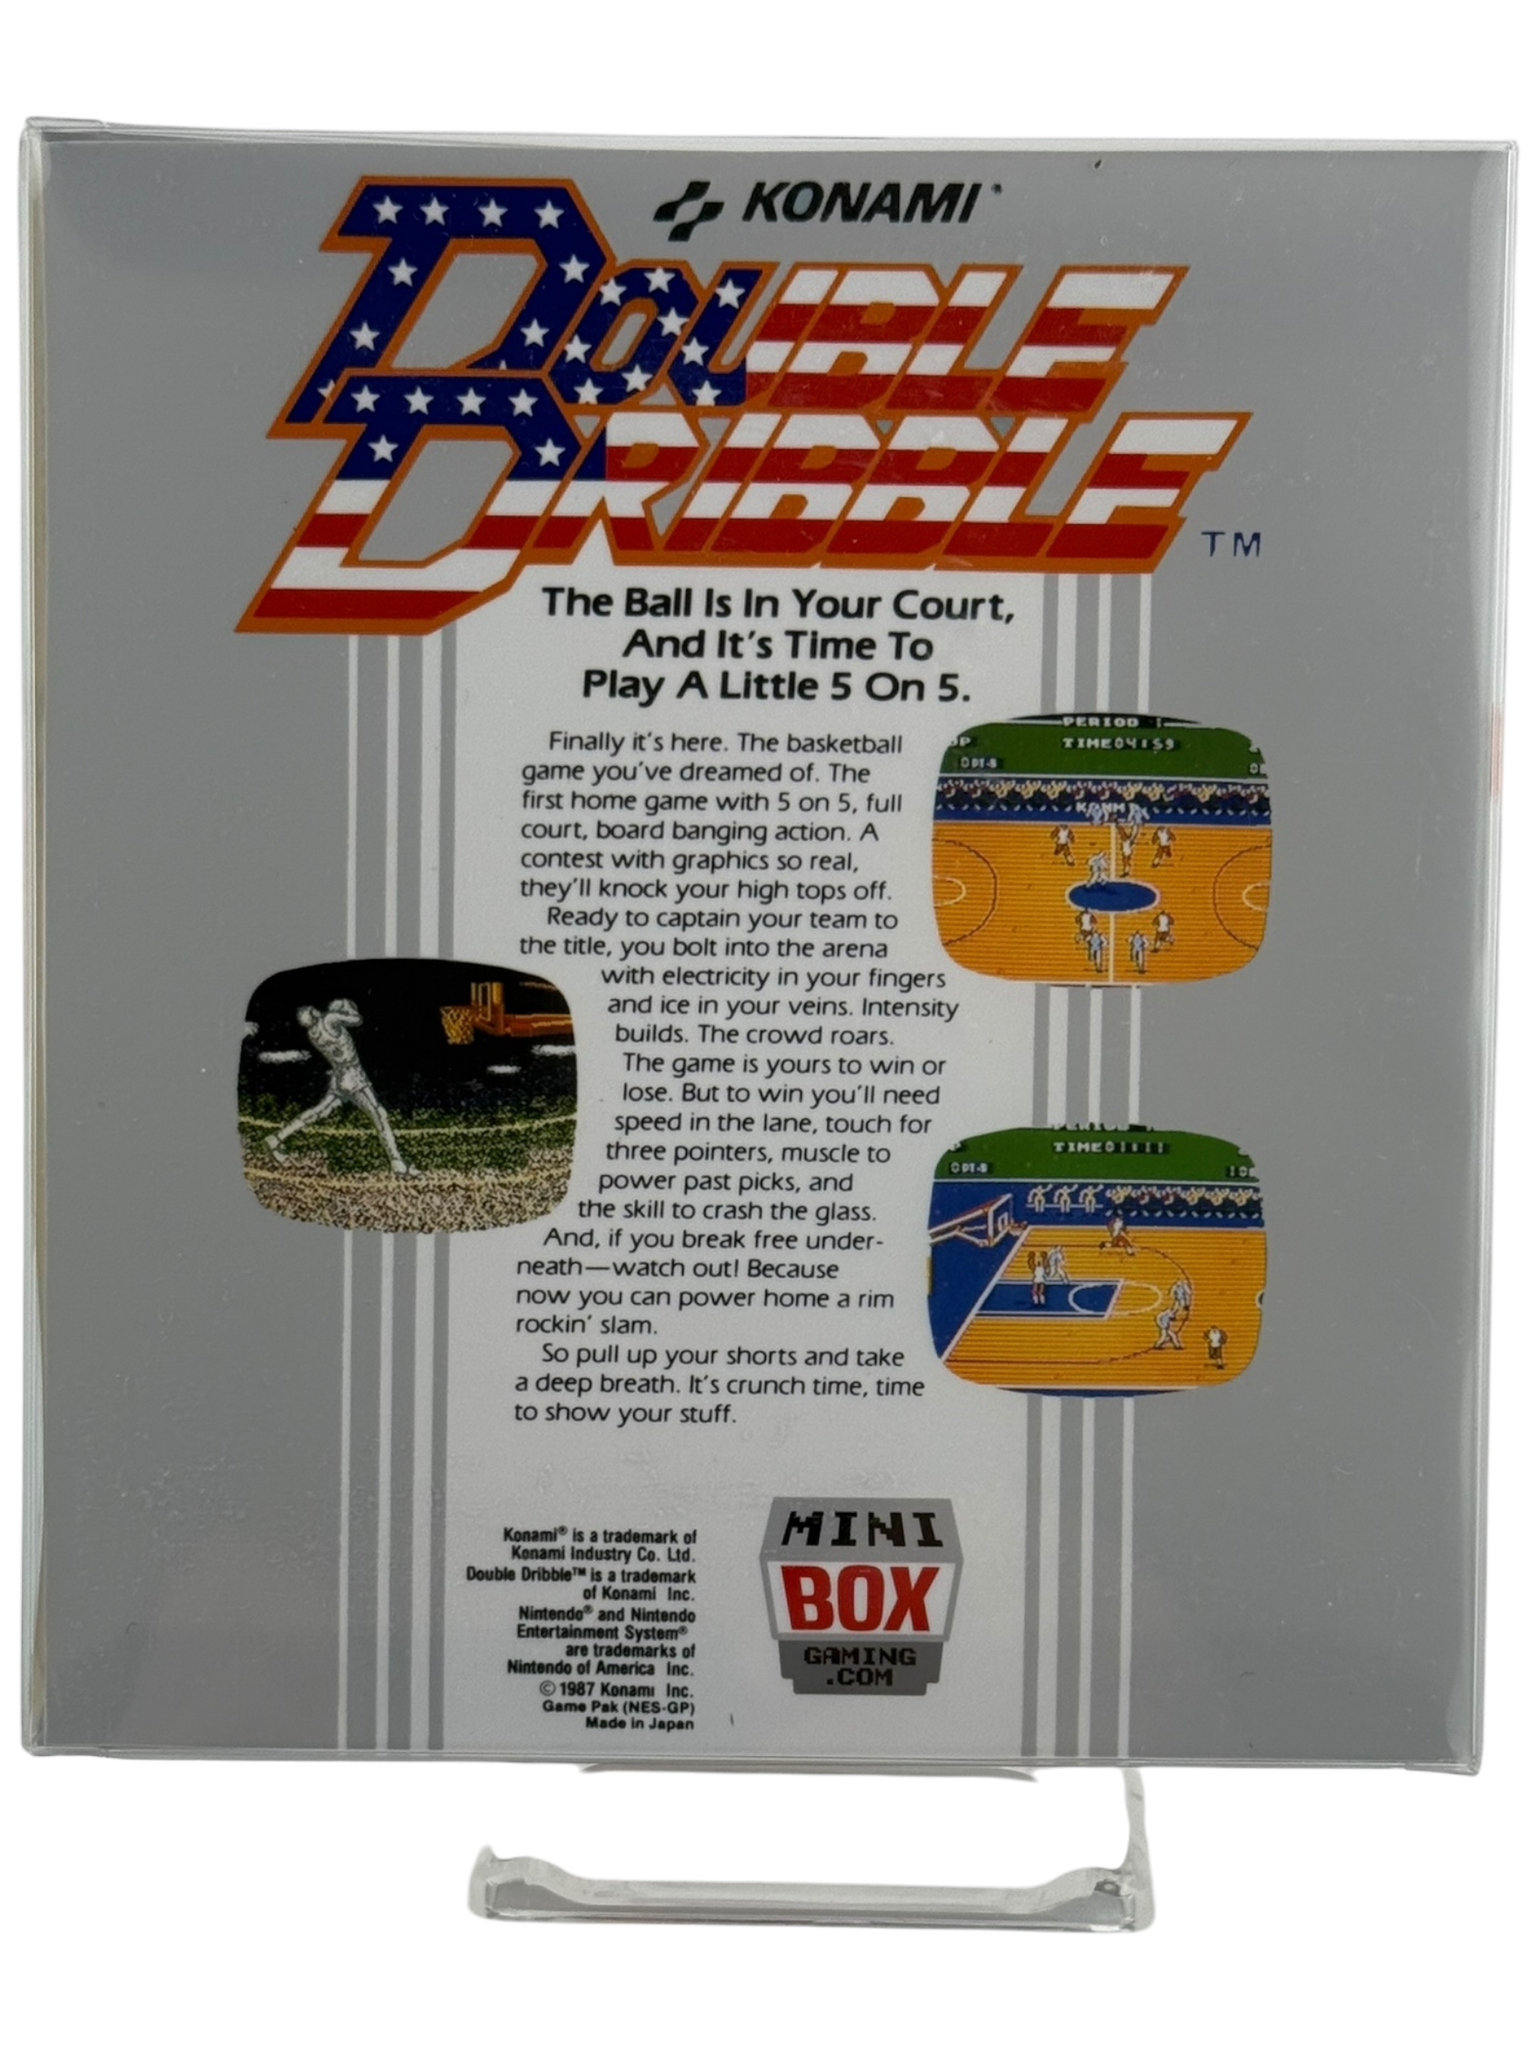 KONAMI
DOUBLE
DRIBBLE
TM
The Ball Is In Your Court,
And It's Time To
Play A Little 5 On 5.
Finally it's here. The basketball
game you've dreamed of. The
first home game with 5 on 5, full
court, board banging action. A
contest with graphics so real,
they'll knock your high tops off.
Ready to captain your team to
the title, you bolt into the arena
with electricity in your fingers
and ice in your veins. Intensity
builds. The crowd roars.
The game is yours to win or
lose. But to win you'll need
speed in the lane, touch for
three pointers, muscle to
power past picks, and
the skill to crash the glass.
And, if you break free under-
neath—watch out! Because
now you can power home a rim
rockin' slam.
So pull up your shorts and take
a deep breath. It's crunch time, time
to show your stuff.
PERIOD 1
TIME04:59
0PT-S
TIME01:11
0PT-S
Konami® is a trademark of
Konami Industry Co. Ltd.
Double Dribble™ is a trademark
of Konami Inc.
Nintendo® and Nintendo
Entertainment System®
are trademarks of
Nintendo of America Inc.
© 1987 Konami Inc.
Game Pak (NES-GP)
Made in Japan
MINI
BOX
GAMING
.COM